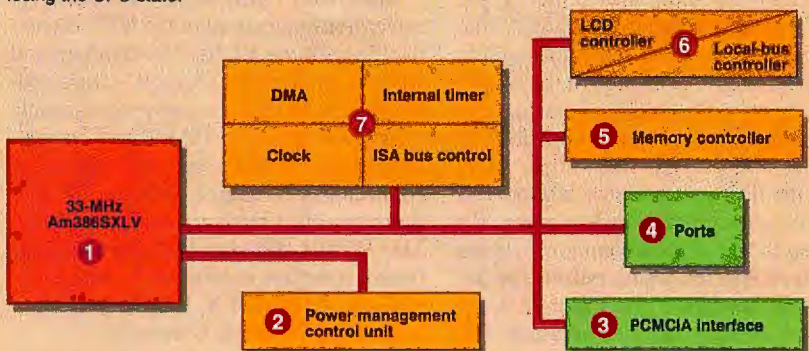 LCD
controller
6
Local-bus
controller
DMA
Internal timer
7
Clock
ISA bus control
5 Memory controller
33-MHz
Am386SXLV
1
4 Ports
2 Power management
control unit
3 PCMCIA interface